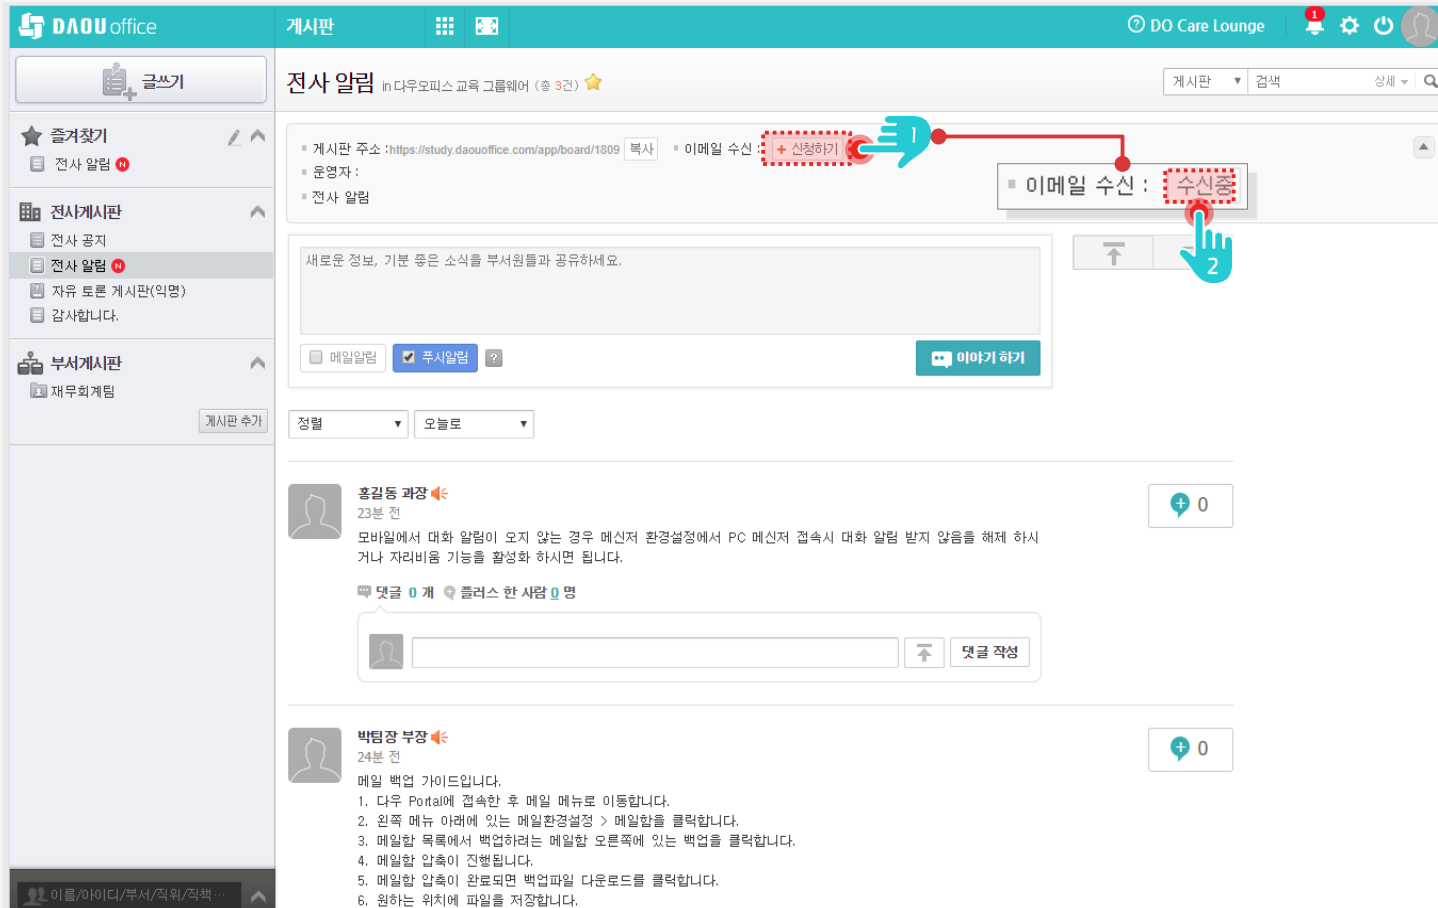 DAOU office
게시판
DO Care Lounge
1
글쓰기
즐겨찾기
전사 알림 N
전사게시판
전사 공지
전사 알림 N
자유 토론 게시판(익명)
감사합니다.
부서게시판
재무회계팀
게시판 추가
이름/아이디/부서/직위/직책...
전사 알림 in 다우오피스 교육 그룹웨어 (총 3건)
게시판 검색 상세
게시판 주소 : https://study.daouoffice.com/app/board/1809 복사 이메일 수신 : + 신청하기 1
운영자 :
전사 알림
이메일 수신 : 수신중
2
새로운 정보, 기분 좋은 소식을 부서원들과 공유하세요.
메일알림 푸시알림 ? 이야기 하기
정렬 오늘로
홍길동 과장
23분 전
모바일에서 대화 알림이 오지 않는 경우 메신저 환경설정에서 PC 메신저 접속시 대화 알림 받지 않음을 해제 하시
거나 자리비움 기능을 활성화 하시면 됩니다.
0
댓글 0 개 플러스 한 사람 0 명
댓글 작성
박팀장 부장
24분 전
0
메일 백업 가이드입니다.
1. 다우 Portal에 접속한 후 메일 메뉴로 이동합니다.
2. 왼쪽 메뉴 아래에 있는 메일환경설정 > 메일함을 클릭합니다.
3. 메일함 목록에서 백업하려는 메일함 오른쪽에 있는 백업을 클릭합니다.
4. 메일함 압축이 진행됩니다.
5. 메일함 압축이 완료되면 백업파일 다운로드를 클릭합니다.
6. 원하는 위치에 파일을 저장합니다.